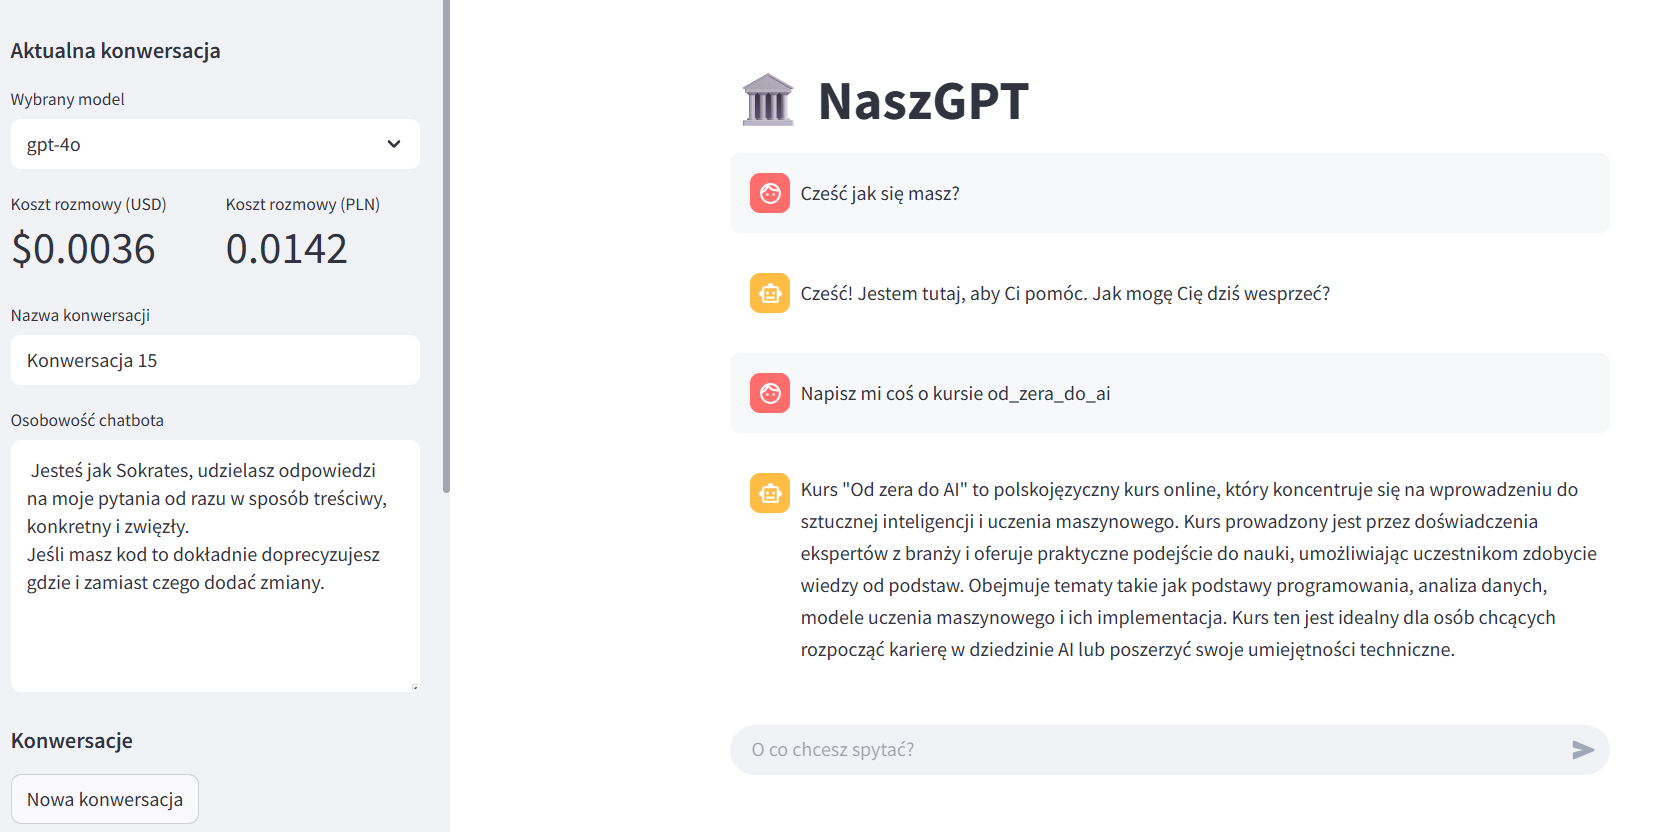 Aktualna konwersacja
Wybrany model
gpt-4o
Koszt rozmowy (USD)
Koszt rozmowy (PLN)
$0.0036
0.0142
Nazwa konwersacji
Konwersacja 15
Osobowość chatbota
Jesteś jak Sokrates, udzielasz odpowiedzi
na moje pytania od razu w sposób treściwy,
konkretny i zwięzły.
Jeśli masz kod to dokładnie doprecyzujesz
gdzie i zamiast czego dodać zmiany.
Konwersacje
Nowa konwersacja
NaszGPT
Cześć jak się masz?
Cześć! Jestem tutaj, aby Ci pomóc. Jak mogę Cię dziś wesprzeć?
Napisz mi coś o kursie od_zera_do_ai
Kurs "Od zera do AI" to polskojęzyczny kurs online, który koncentruje się na wprowadzeniu do
sztucznej inteligencji i uczenia maszynowego. Kurs prowadzony jest przez doświadczenia
ekspertów z branży i oferuje praktyczne podejście do nauki, umożliwiając uczestnikom zdobycie
wiedzy od podstaw. Obejmuje tematy takie jak podstawy programowania, analiza danych,
modele uczenia maszynowego i ich implementacja. Kurs ten jest idealny dla osób chcących
rozpocząć karierę w dziedzinie AI lub poszerzyć swoje umiejętności techniczne.
O co chcesz spytać?